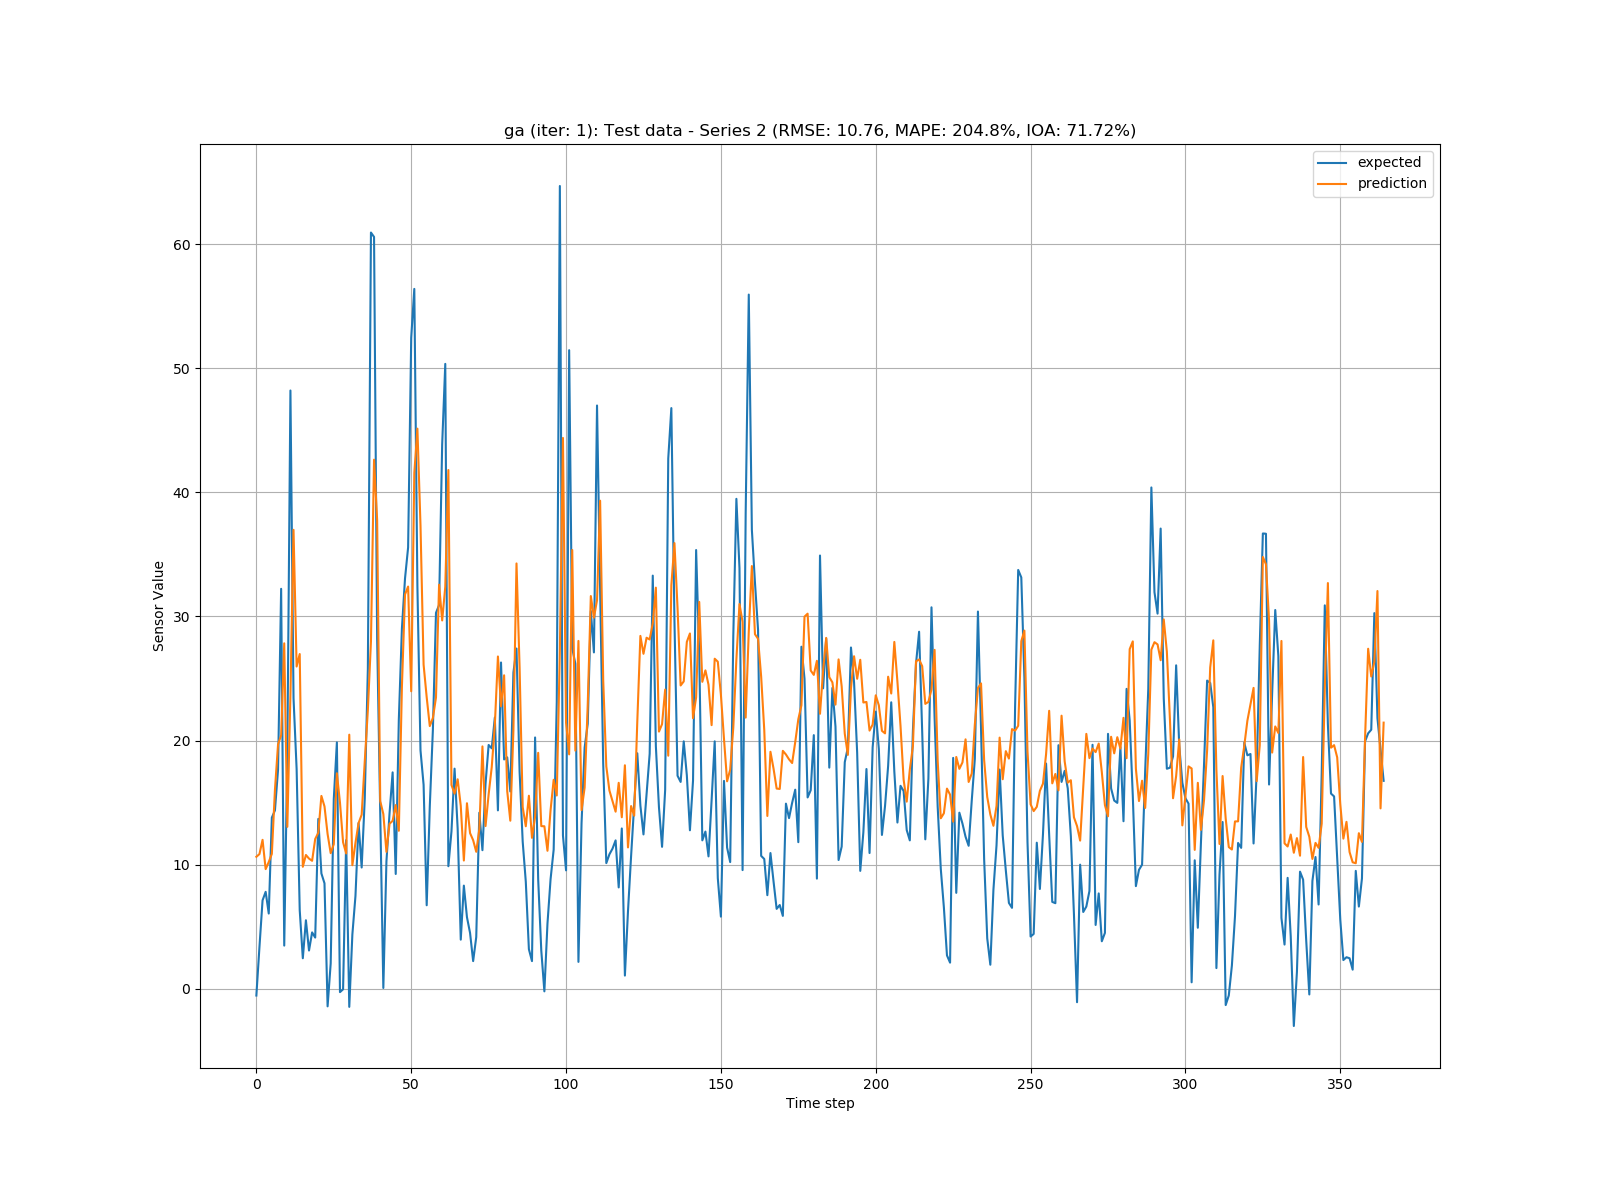 ga (iter: 1): Test data - Series 2 (RMSE: 10.76, MAPE: 204.8%, IOA: 71.72%)
expected
prediction
60
50
40
30
20
10
0
Sensor Value
0 50 100 150 200 250 300 350
Time step